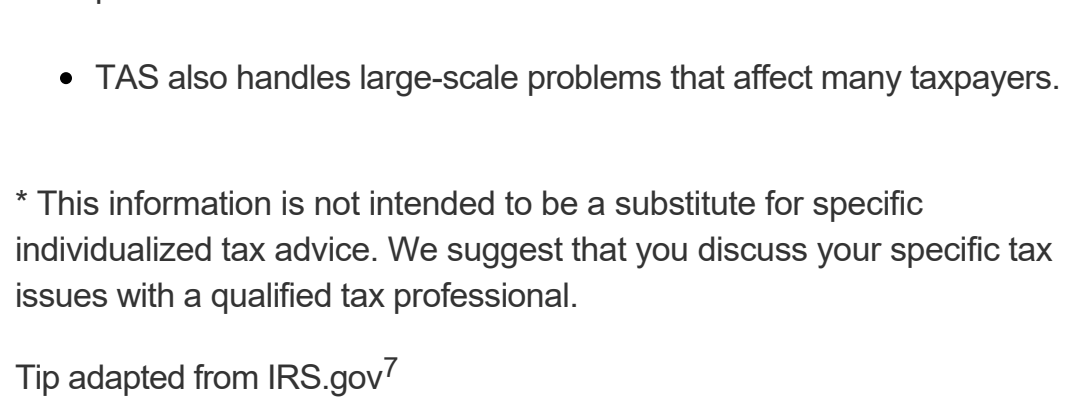 • TAS also handles large-scale problems that affect many taxpayers.
* This information is not intended to be a substitute for specific
individualized tax advice. We suggest that you discuss your specific tax
issues with a qualified tax professional.
Tip adapted from IRS.gov7